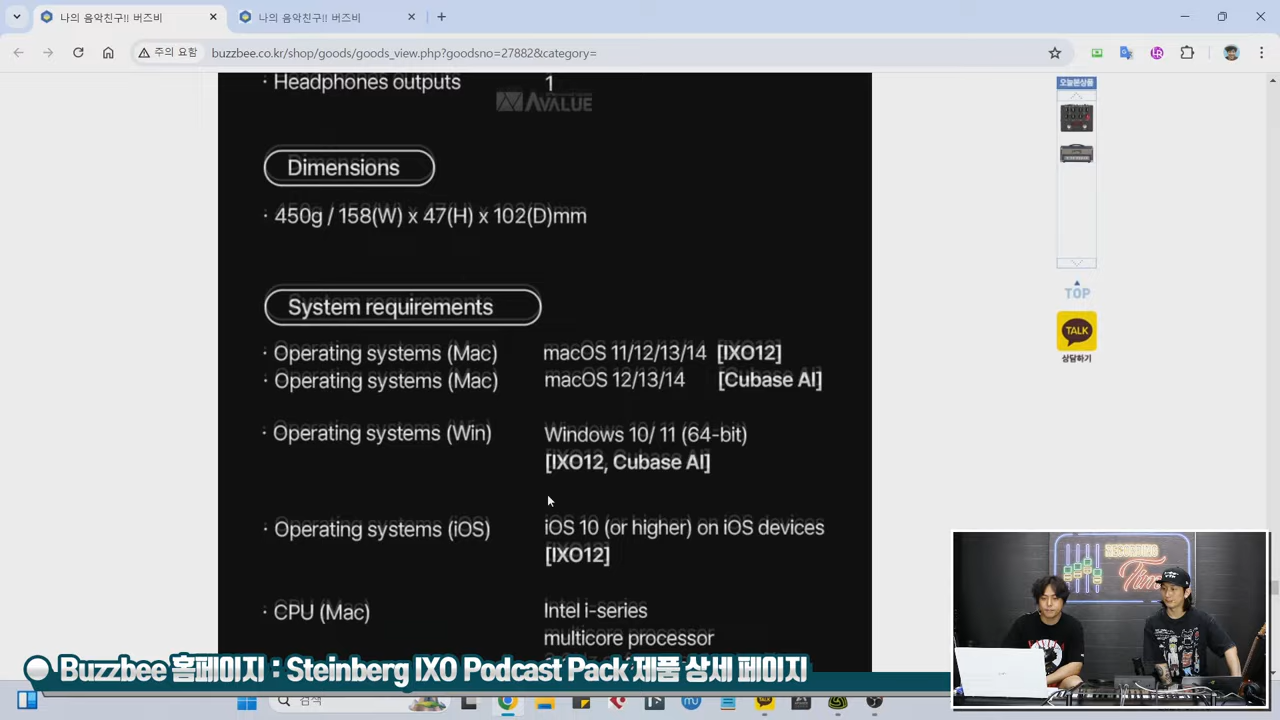 나의 음악친구!! 버즈비
나의 음악친구!! 버즈비
주의 요함
buzzbee.co.kr/shop/goods/goods_view.php?goodsno=27882&category=
· Headphones outputs 1
AVALUE
오늘본상품
Dimensions
· 450g / 158(W) x 47(H) x 102(D)mm
TOP
System requirements
TALK
상담하기
· Operating systems (Mac) macOS 11/12/13/14 [IXO12]
· Operating systems (Mac) macOS 12/13/14 [Cubase AI]
· Operating systems (Win) Windows 10/ 11 (64-bit)
[IXO12, Cubase AI]
· Operating systems (iOS) iOS 10 (or higher) on iOS devices
[IXO12]
RECORDING
Time
· CPU (Mac) Intel i-series
multicore processor
Buzzbee 홈페이지 : Steinberg IXO Podcast Pack 제품 상세 페이지